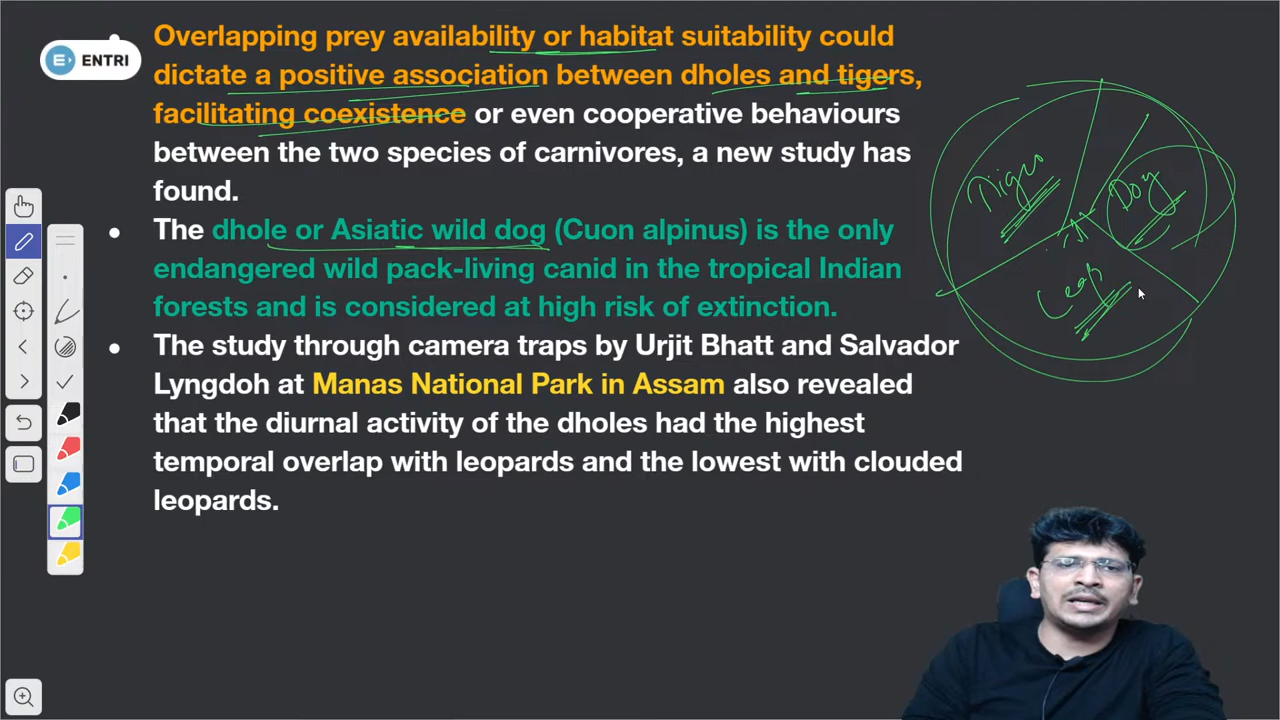 Overlapping prey availability or habitat suitability could
ENTRI
dictate a positive association between dholes and tigers,
facilitating coexistence or even cooperative behaviours
between the two species of carnivores, a new study has
found.
The dhole or Asiatic wild dog (Cuon alpinus) is the only
endangered wild pack-living canid in the tropical Indian
forests and is considered at high risk of extinction.
The study through camera traps by Urjit Bhatt and Salvador
Lyngdoh at Manas National Park in Assam also revealed
that the diurnal activity of the dholes had the highest
temporal overlap with leopards and the lowest with clouded
leopards.
Dog